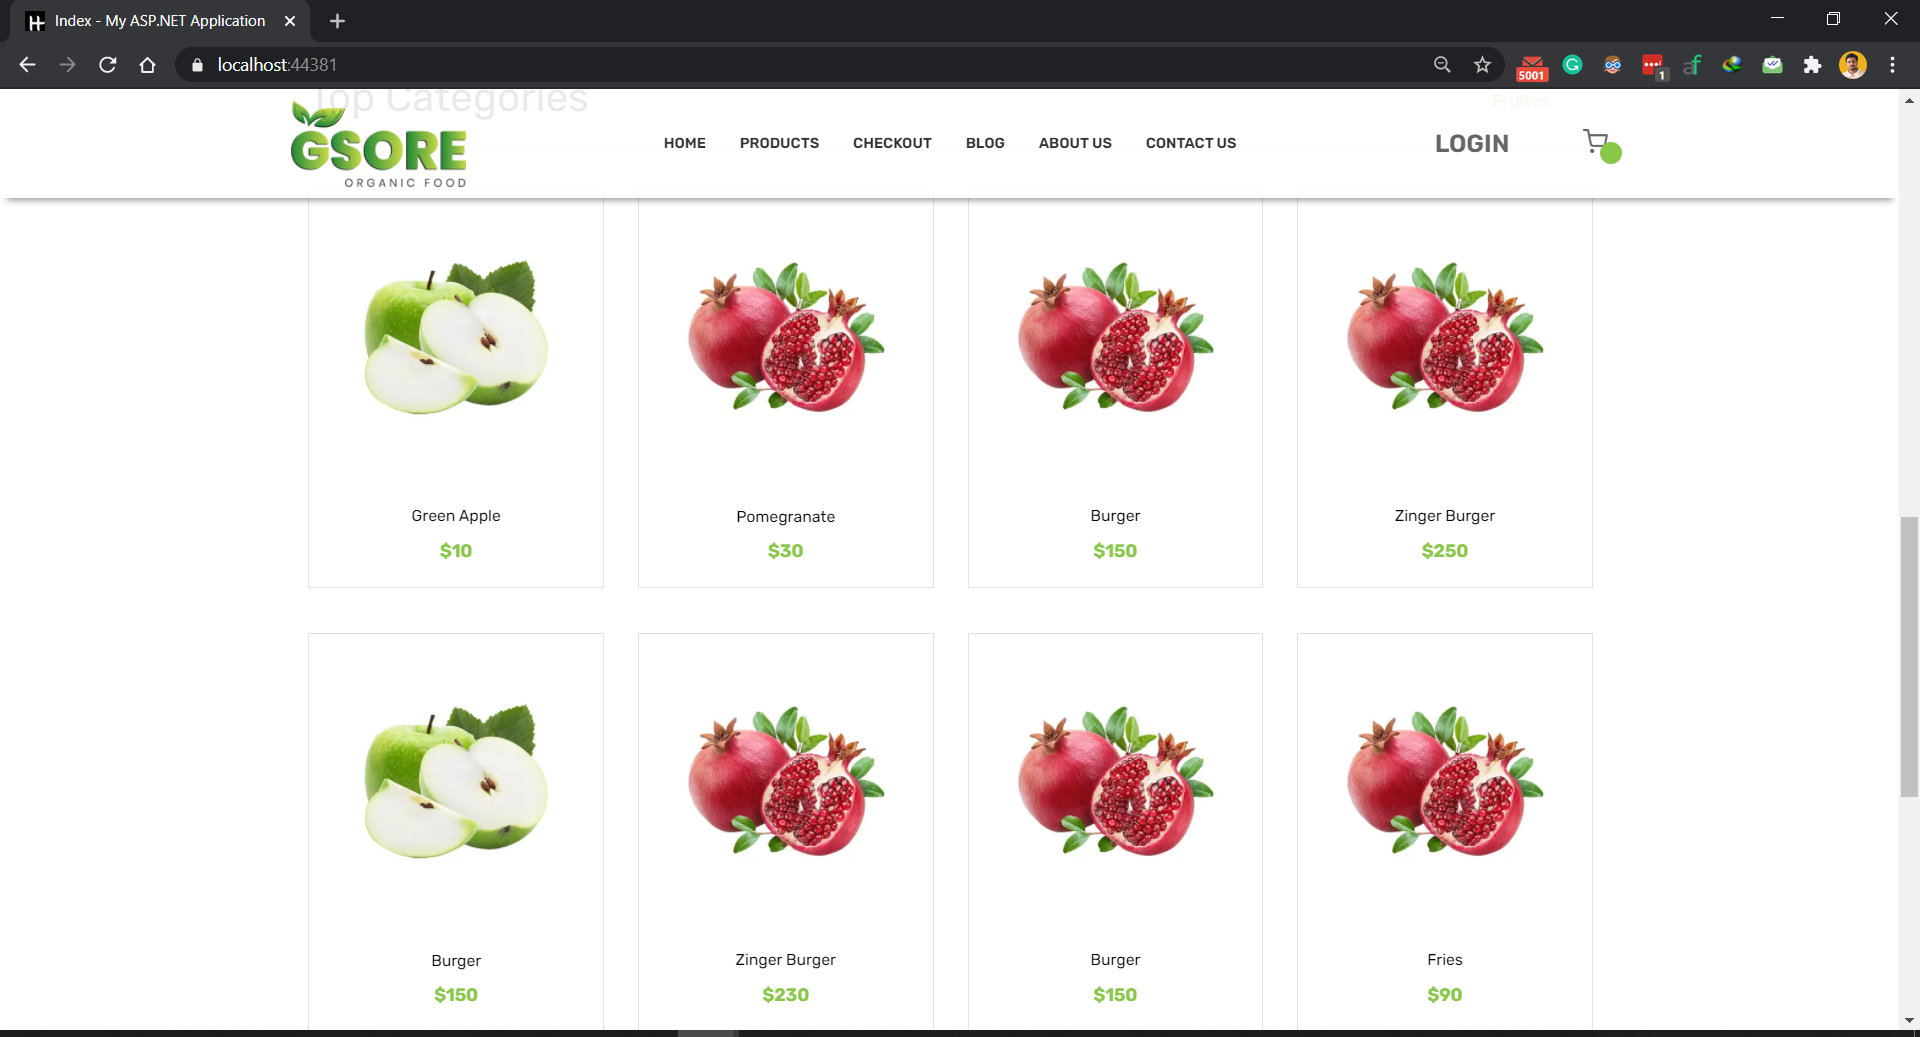 Index - My ASP.NET Application
localhost:44381
5001
1
Top Categories
Fruites
GSORE
ORGANIC FOOD
HOME PRODUCTS CHECKOUT BLOG ABOUT US CONTACT US
LOGIN
Green Apple Pomegranate Burger Zinger Burger
$10 $30 $150 $250
Burger Zinger Burger Burger Fries
$150 $230 $150 $90